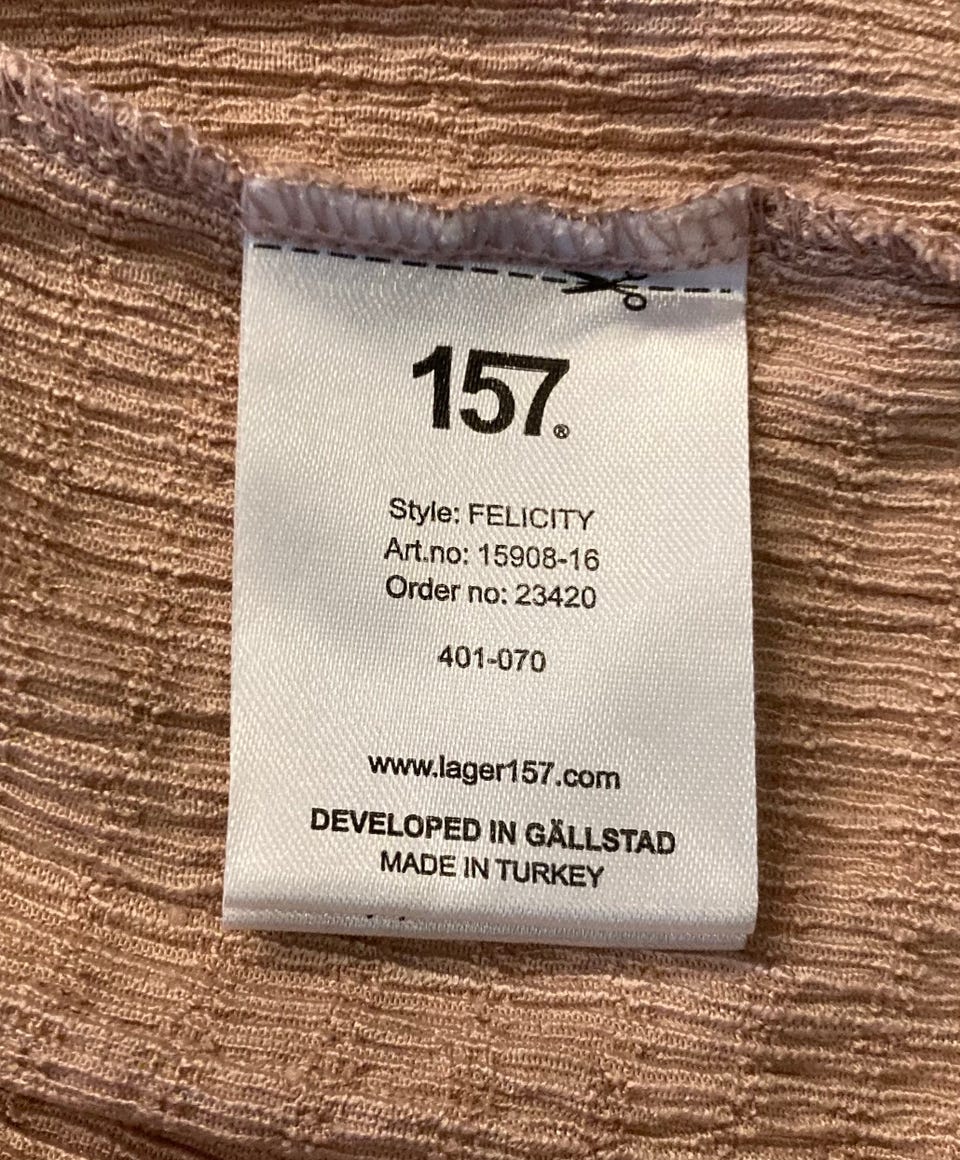 157®
Style: FELICITY
Art.no: 15908-16
Order no: 23420
401-070
www.lager157.com
DEVELOPED IN GÄLLSTAD
MADE IN TURKEY